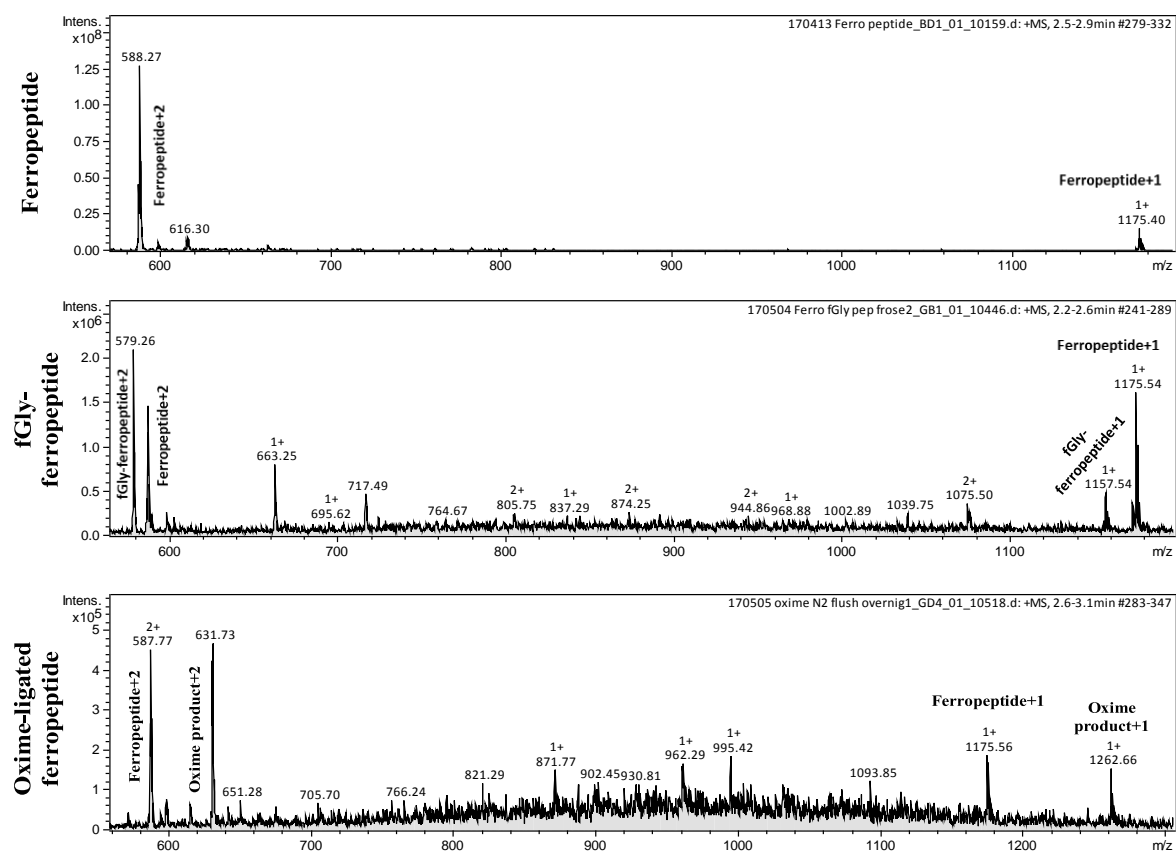 Ferropeptide
Intens.
x10⁸
170413 Ferro peptide_BD1_01_10159.d: +MS, 2.5-2.9min #279-332
588.27
1.25
1.00
0.75
0.50
0.25
0.00
Ferropeptide+2
616.30
Ferropeptide+1
1+
1175.40
600
700
800
900
1000
1100
m/z
fGly-
ferropeptide
Intens.
x10⁶
170504 Ferro fGly pep frose2_GB1_01_10446.d: +MS, 2.2-2.6min #241-289
579.26
2.0
1.5
1.0
0.5
0.0
fGly-ferropeptide+2
Ferropeptide+2
1+
663.25
1+
695.62
717.49
764.67
2+
805.75
1+
837.29
2+
874.25
2+
944.86
1+
968.88
1002.89
1039.75
2+
1075.50
fGly-
ferropeptide+1
1+
1157.54
Ferropeptide+1
1+
1175.54
600
700
800
900
1000
1100
m/z
Oxime-ligated
ferropeptide
Intens.
x10⁵
170505 oxime N2 flush overnig1_GD4_01_10518.d: +MS, 2.6-3.1min #283-347
5
4
3
2
1
0
2+
587.77
Ferropeptide+2
631.73
Oxime product+2
651.28
705.70
766.24
821.29
1+
871.77
902.45
930.81
1+
962.29
1+
995.42
1093.85
Ferropeptide+1
1+
1175.56
Oxime
product+1
1+
1262.66
600
700
800
900
1000
1100
1200
m/z